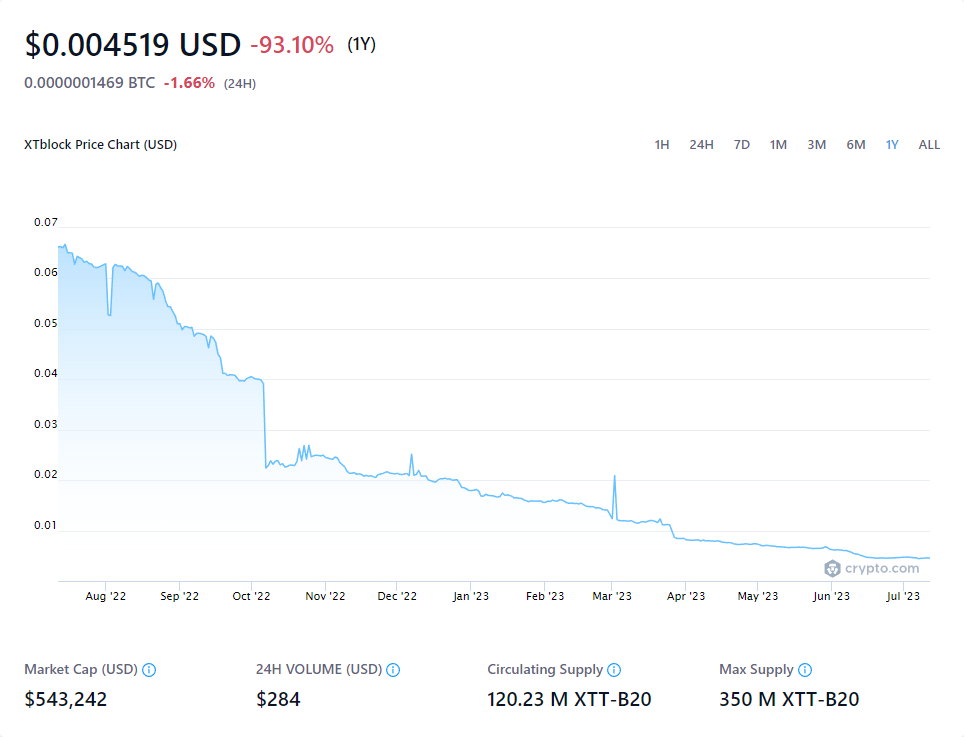 $0.004519 USD -93.10% (1Y)
0.0000001469 BTC -1.66% (24H)
XTblock Price Chart (USD) 1H 24H 7D 1M 3M 6M 1Y ALL
0.07
0.06
0.05
0.04
0.03
0.02
0.01
crypto.com
Aug '22 Sep '22 Oct '22 Nov '22 Dec '22 Jan '23 Feb '23 Mar '23 Apr '23 May '23 Jun '23 Jul '23
Market Cap (USD) 24H VOLUME (USD) Circulating Supply Max Supply
$543,242 $284 120.23 M XTT-B20 350 M XTT-B20